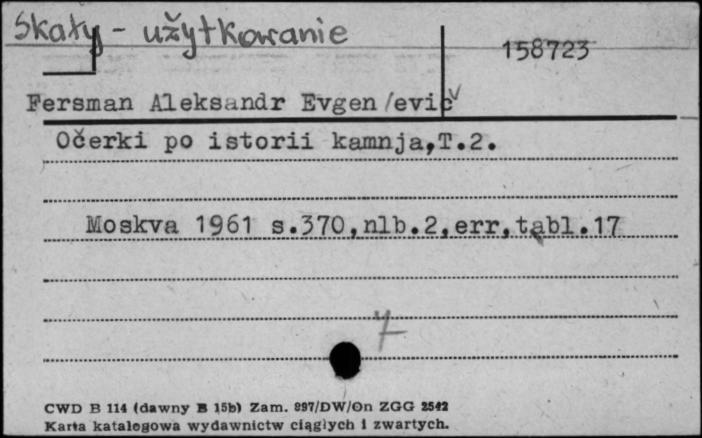 Skały - użytkowanie
158723
Fersman Aleksandr Evgen/evič
Očerki po istorii kamnja,T.2.
Moskva 1961 s.370,nlb.2,err,tabl.17
7
CWD B 114 (dawny B 15b) Zam. 897/DW/On ZGG 2542
Karta katalogowa wydawnictw ciągłych i zwartych.